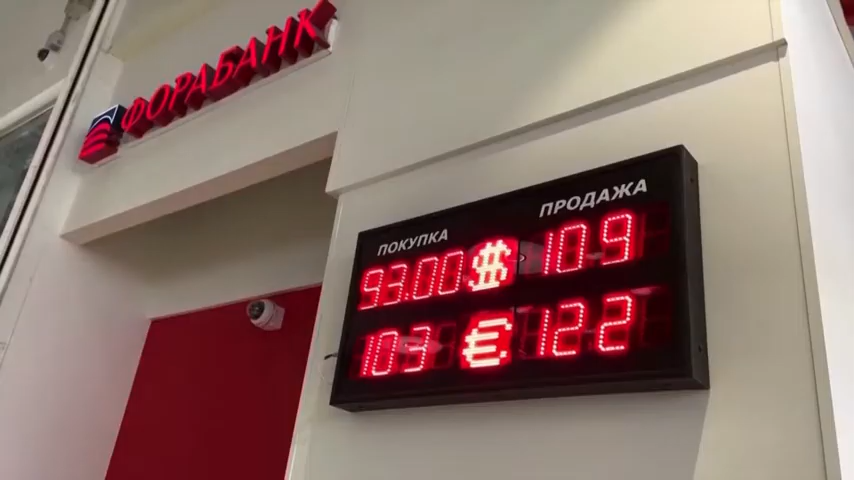 ФОРАБАНК
ПОКУПКА ПРОДАЖА
93.00 $ 109
103 € 122